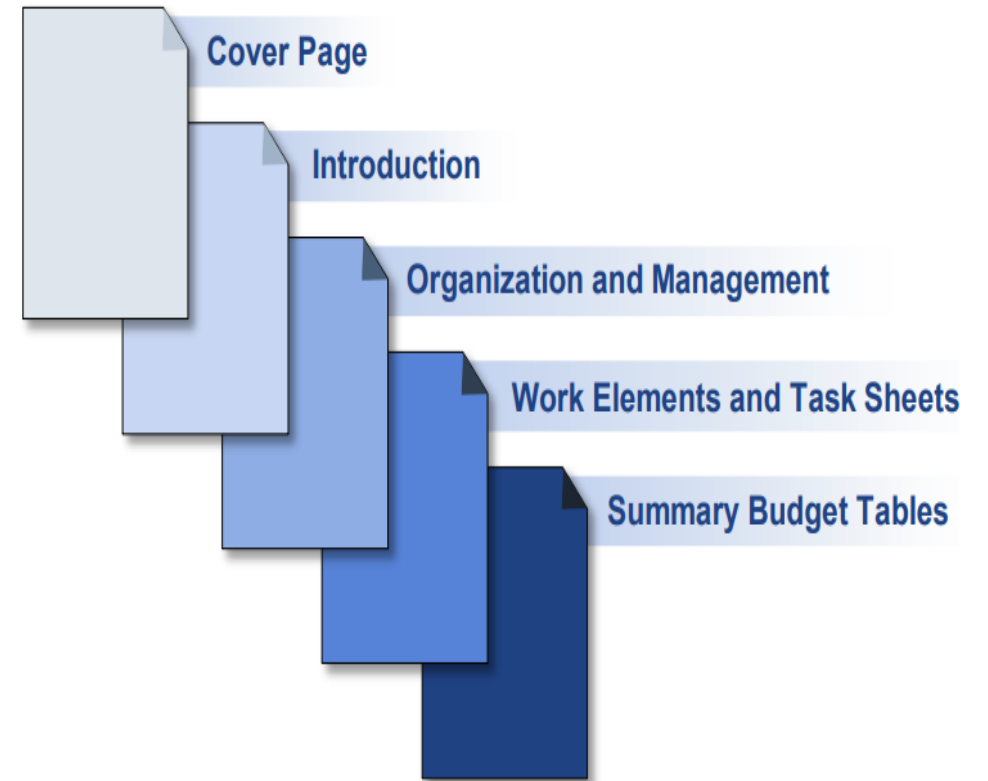 Cover Page
Introduction
Organization and Management
Work Elements and Task Sheets
Summary Budget Tables